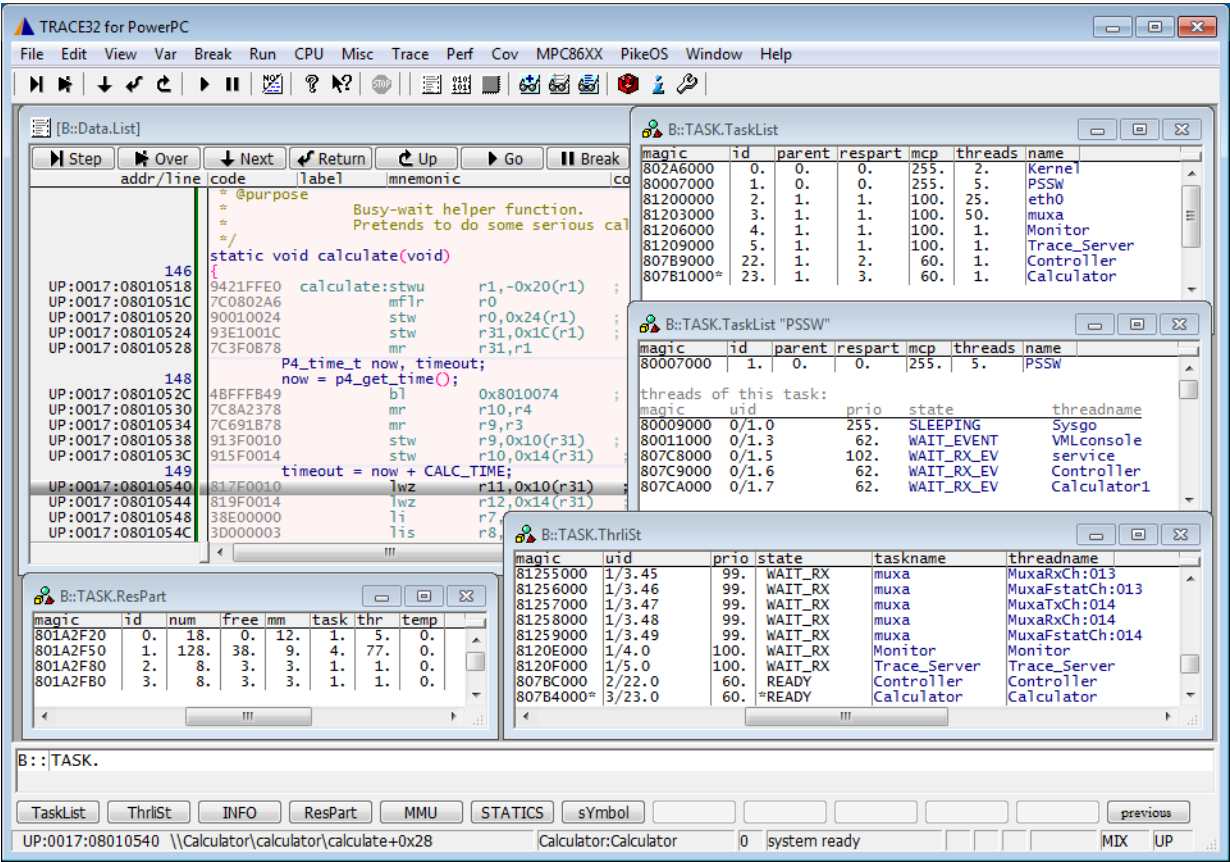 TRACE32 for PowerPC
File Edit View Var Break Run CPU Misc Trace Perf Cov MPC86XX PikeOS Window Help
[B::Data.List]
Step Over Next Return Up Go Break
addr/line code label mnemonic co
* @purpose
* Busy-wait helper function.
* Pretends to do some serious cal
*/
static void calculate(void)
146 {
UP:0017:08010518 9421FFE0 calculate:stwu r1,-0x20(r1) ;
UP:0017:0801051C 7C0802A6 mflr r0
UP:0017:08010520 90010024 stw r0,0x24(r1) ;
UP:0017:08010524 93E1001C stw r31,0x1C(r1) ;
UP:0017:08010528 7C3F0B78 mr r31,r1
P4_time_t now, timeout;
148 now = p4_get_time();
UP:0017:0801052C 4BFFFB49 bl 0x8010074 ;
UP:0017:08010530 7C8A2378 mr r10,r4
UP:0017:08010534 7C691B78 mr r9,r3
UP:0017:08010538 913F0010 stw r9,0x10(r31) ;
UP:0017:0801053C 915F0014 stw r10,0x14(r31) ;
149 timeout = now + CALC_TIME;
UP:0017:08010540 817F0010 lwz r11,0x10(r31) ;
UP:0017:08010544 819F0014 lwz r12,0x14(r31) ;
UP:0017:08010548 38E00000 li r7,
UP:0017:0801054C 3D000003 lis r8,
B::TASK.TaskList
magic id parent respart mcp threads name
802A6000 0. 0. 0. 255. 2. Kernel
80007000 1. 0. 0. 255. 5. PSSW
81200000 2. 1. 1. 100. 25. eth0
81203000 3. 1. 1. 100. 50. muxa
81206000 4. 1. 1. 100. 1. Monitor
81209000 5. 1. 1. 100. 1. Trace_Server
807B9000 22. 1. 2. 60. 1. Controller
807B1000* 23. 1. 3. 60. 1. Calculator
B::TASK.TaskList "PSSW"
magic id parent respart mcp threads name
80007000 1. 0. 0. 255. 5. PSSW
threads of this task:
magic uid prio state threadname
80009000 0/1.0 255. SLEEPING Sysgo
80011000 0/1.3 62. WAIT_EVENT VMLconsole
807C8000 0/1.5 102. WAIT_RX_EV service
807C9000 0/1.6 62. WAIT_RX_EV Controller
807CA000 0/1.7 62. WAIT_RX_EV Calculator1
B::TASK.ThrliSt
magic uid prio state taskname threadname
81255000 1/3.45 99. WAIT_RX muxa MuxaRxCh:013
81256000 1/3.46 99. WAIT_RX muxa MuxaFstatCh:013
81257000 1/3.47 99. WAIT_RX muxa MuxaTxCh:014
81258000 1/3.48 99. WAIT_RX muxa MuxaRxCh:014
81259000 1/3.49 99. WAIT_RX muxa MuxaFstatCh:014
8120E000 1/4.0 100. WAIT_RX Monitor Monitor
8120F000 1/5.0 100. WAIT_RX Trace_Server Trace_Server
807BC000 2/22.0 60. READY Controller Controller
807B4000* 3/23.0 60. *READY Calculator Calculator
B::TASK.ResPart
magic id num free mm task thr temp
801A2F20 0. 18. 0. 12. 1. 5. 0.
801A2F50 1. 128. 38. 9. 4. 77. 0.
801A2F80 2. 8. 3. 3. 1. 1. 0.
801A2FB0 3. 8. 3. 3. 1. 1. 0.
B::TASK.
TaskList ThrliSt INFO ResPart MMU STATICS sYmbol previous
UP:0017:08010540 \\Calculator\calculator\calculate+0x28 Calculator:Calculator 0 system ready MIX UP